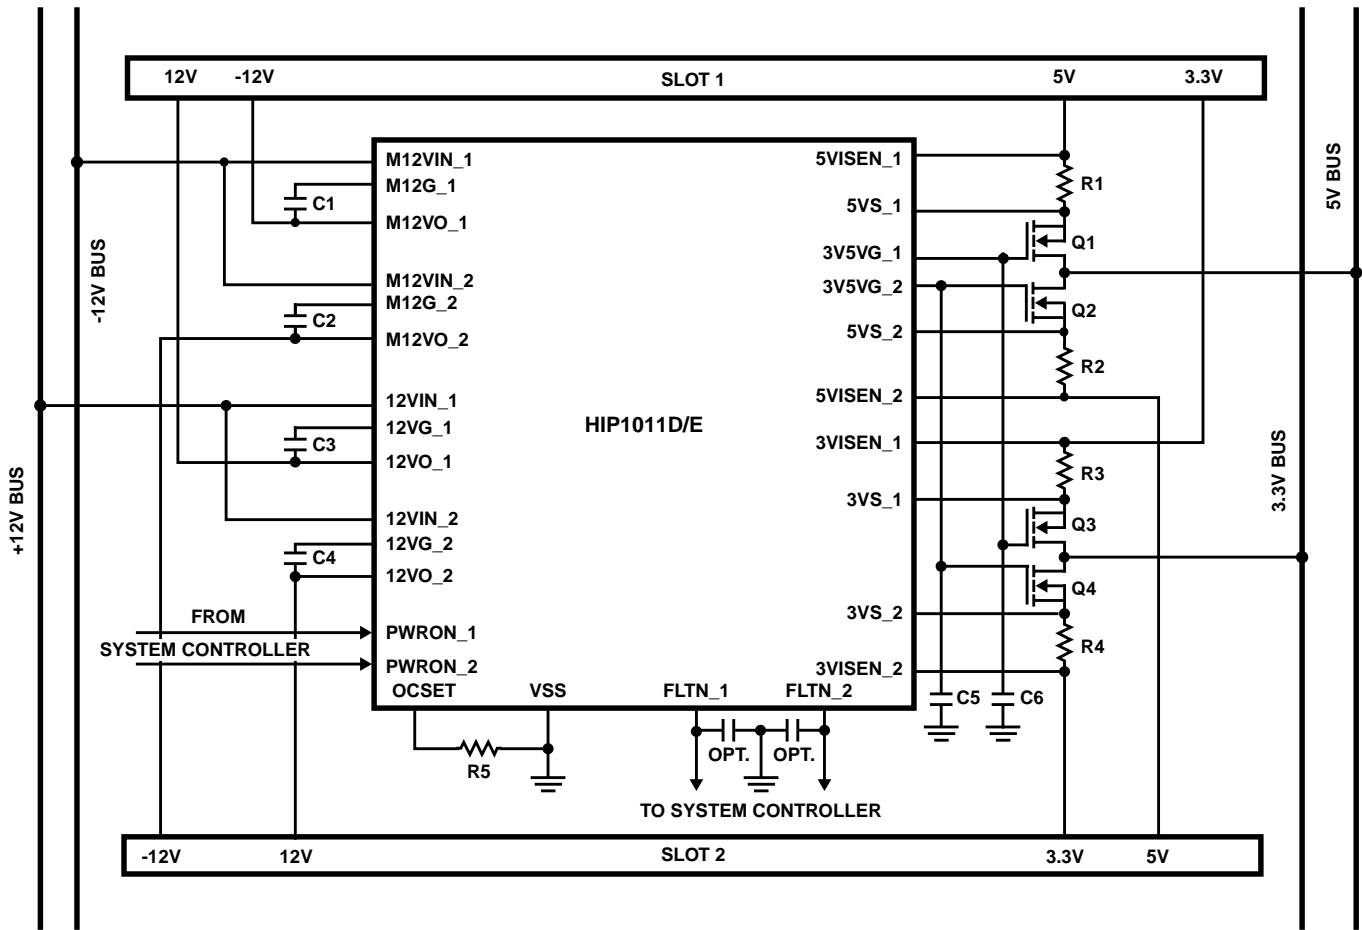 12V -12V SLOT 1 5V 3.3V
M12VIN_1
M12G_1
C1
M12VO_1
M12VIN_2
M12G_2
C2
M12VO_2
12VIN_1
12VG_1
C3
12VO_1
12VIN_2
12VG_2
C4
12VO_2
FROM
SYSTEM CONTROLLER
PWRON_1
PWRON_2
-12V BUS
+12V BUS
HIP1011D/E
5VISEN_1
R1
5VS_1
Q1
3V5VG_1
3V5VG_2
Q2
5VS_2
R2
5VISEN_2
3VISEN_1
R3
3VS_1
Q3
Q4
3VS_2
R4
3VISEN_2
5V BUS
3.3V BUS
OCSET VSS FLTN_1 FLTN_2
C5 C6
R5
OPT. OPT.
TO SYSTEM CONTROLLER
-12V 12V SLOT 2 3.3V 5V